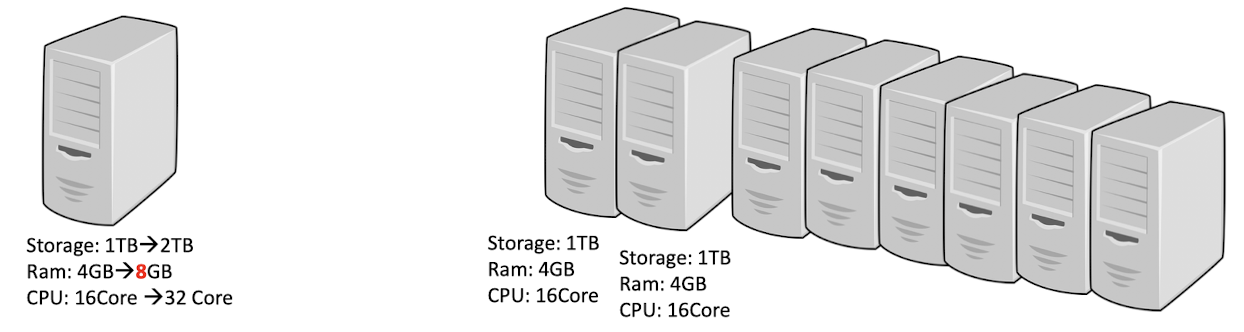 Storage: 1TB→2TB
Ram: 4GB→8GB
CPU: 16Core →32 Core
Storage: 1TB
Ram: 4GB
CPU: 16Core
Storage: 1TB
Ram: 4GB
CPU: 16Core